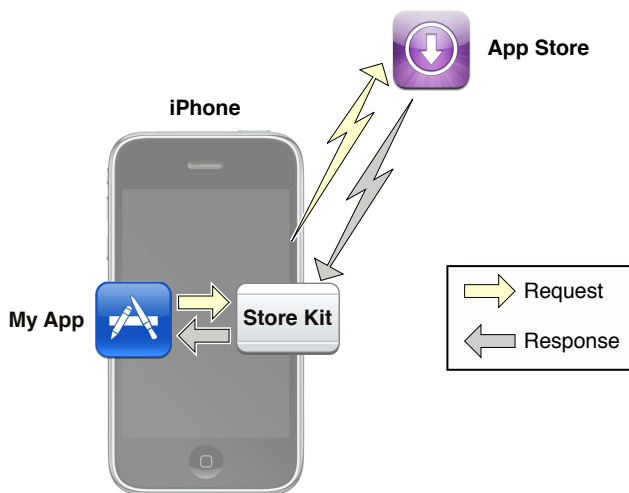 App Store
iPhone
My App
Store Kit
Request
Response